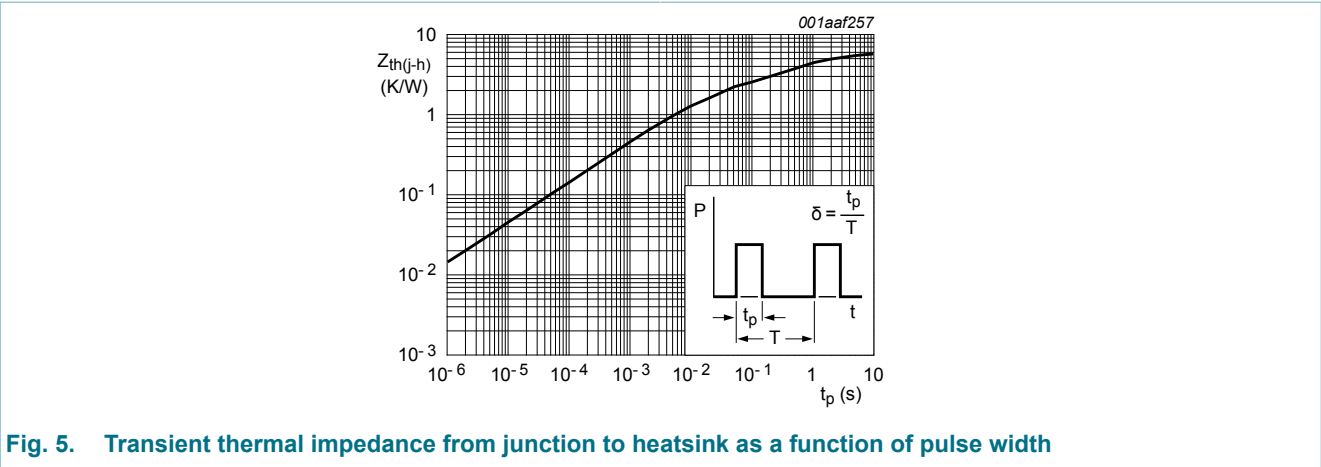 001aaf257
10
Zth(j-h)
(K/W)
1
10-1
10-2
10-3
P
δ = tp
T
tp
T
t
10-6 10-5 10-4 10-3 10-2 10-1 1 10
tp (s)
Fig. 5. Transient thermal impedance from junction to heatsink as a function of pulse width